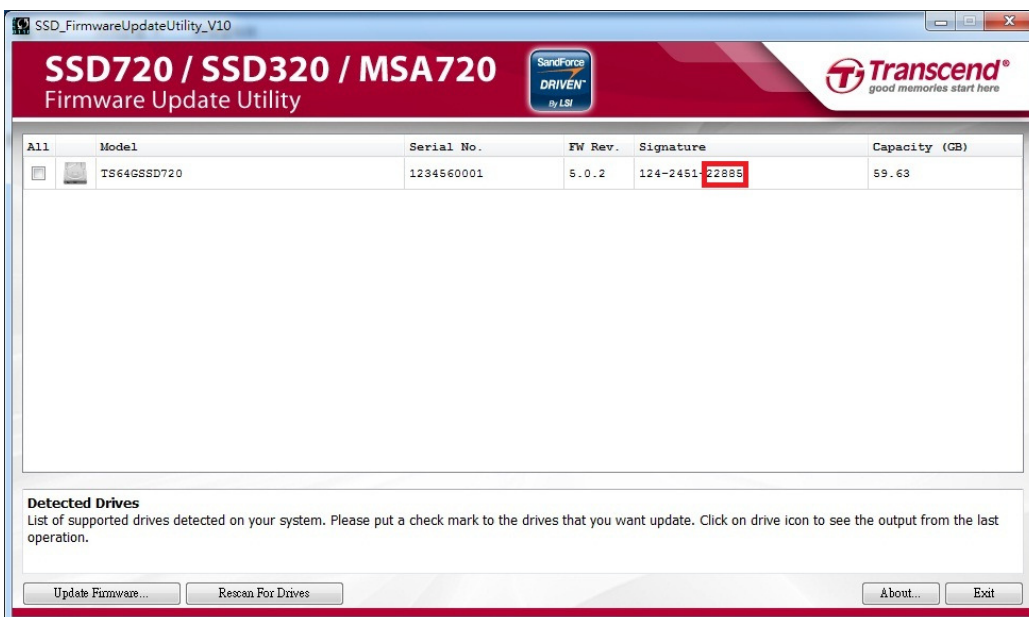 SSD_FirmwareUpdateUtility_V10
SSD720 / SSD320 / MSA720
Firmware Update Utility
SandForce
DRIVEN™
By LSI
Transcend®
good memories start here
All Model Serial No. FW Rev. Signature Capacity (GB)
TS64GSSD720 1234560001 5.0.2 124-2451-22885 59.63
Detected Drives
List of supported drives detected on your system. Please put a check mark to the drives that you want update. Click on drive icon to see the output from the last
operation.
Update Firmware... Rescan For Drives About... Exit